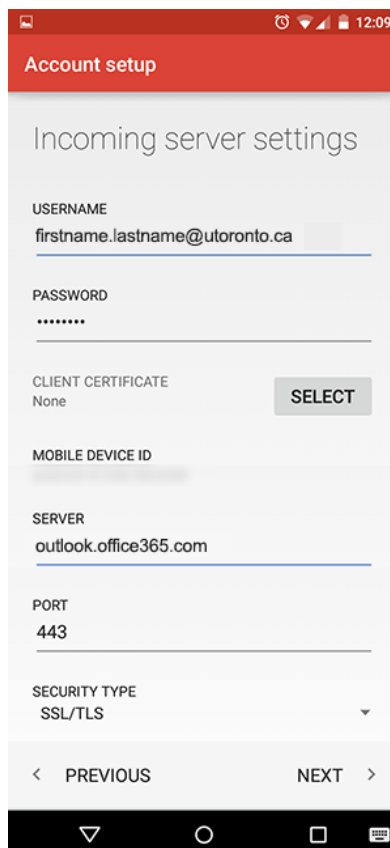 12:09
Account setup
Incoming server settings
USERNAME
firstname.lastname@utoronto.ca
PASSWORD
••••••••
CLIENT CERTIFICATE
None
SELECT
MOBILE DEVICE ID
SERVER
outlook.office365.com
PORT
443
SECURITY TYPE
SSL/TLS
PREVIOUS
NEXT